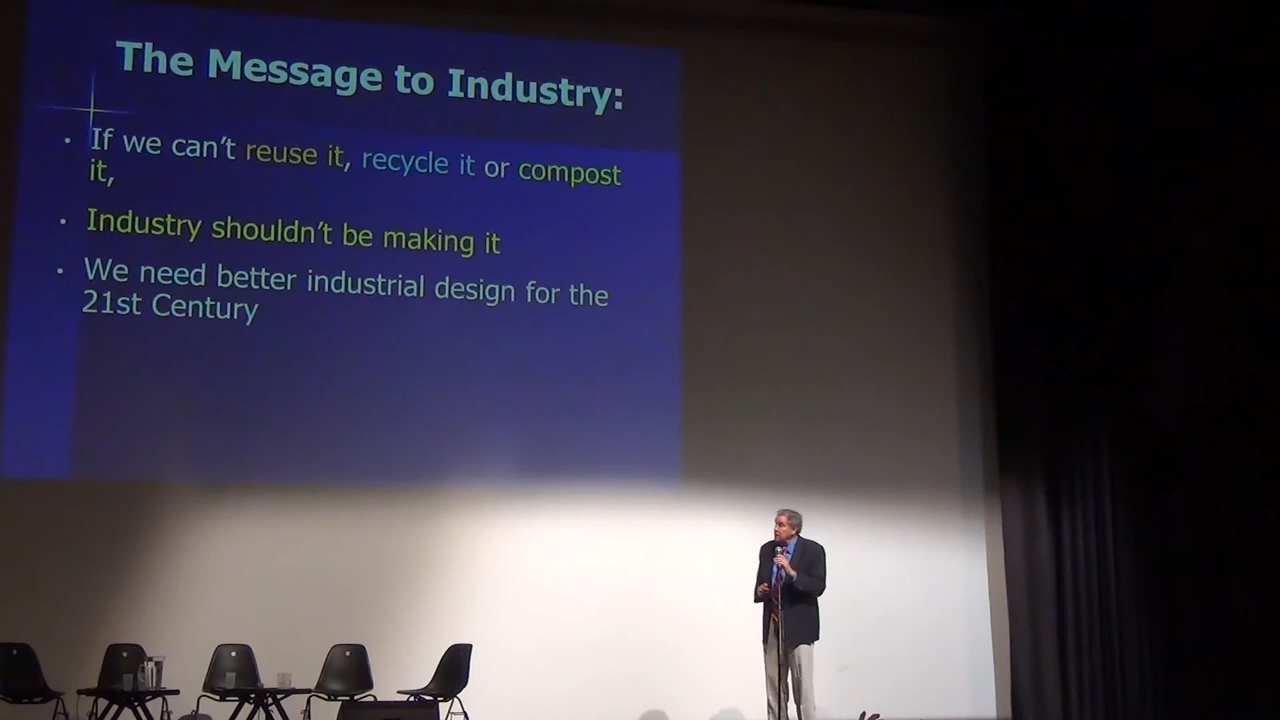 The Message to Industry:
• If we can't reuse it, recycle it or compost
it,
• Industry shouldn't be making it
• We need better industrial design for the
21st Century